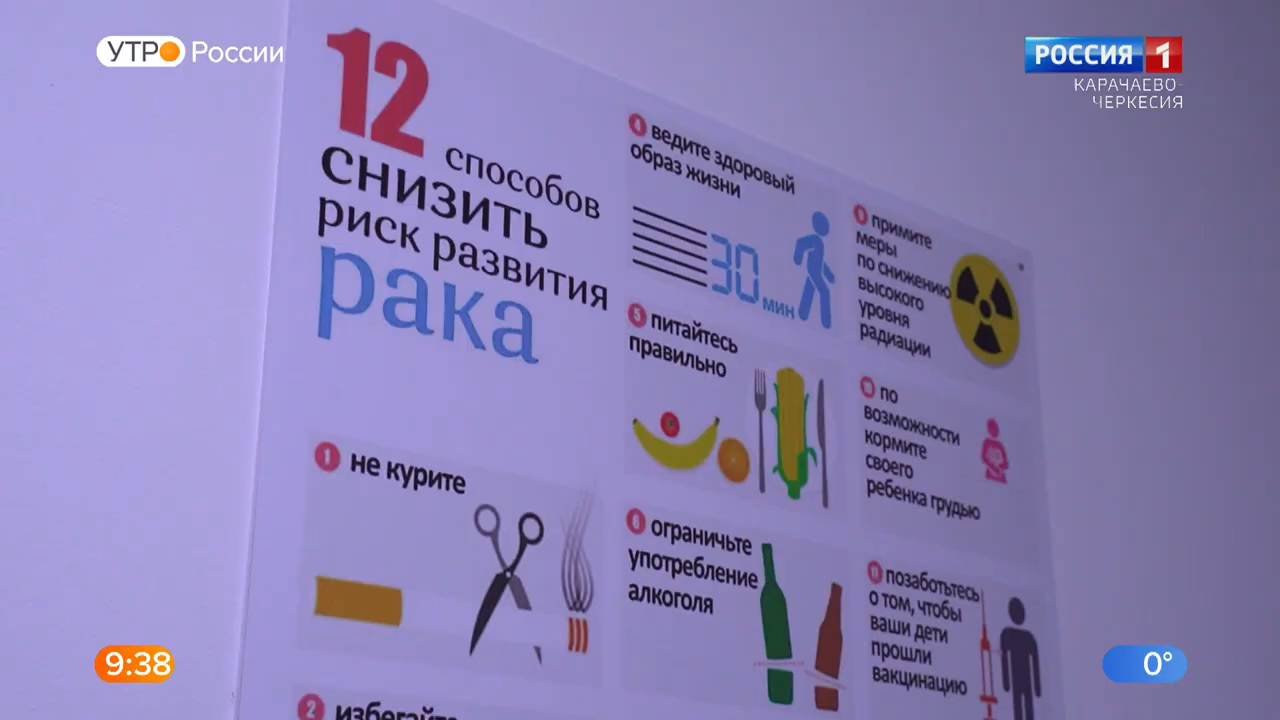 УТРО России
РОССИЯ 1
КАРАЧАЕВО-
ЧЕРКЕСИЯ
12
способов
снизить
риск развития
рака
1 не курите
2
4 ведите здоровый
образ жизни
30 мин
5 питайтесь
правильно
6 ограничьте
употребление
алкоголя
9 примите
меры
по снижению
высокого
уровня
радиации
10 по
возможности
кормите
своего
ребенка грудью
11 позаботьтесь
о том, чтобы
ваши дети
прошли
вакцинацию
9:38
0°